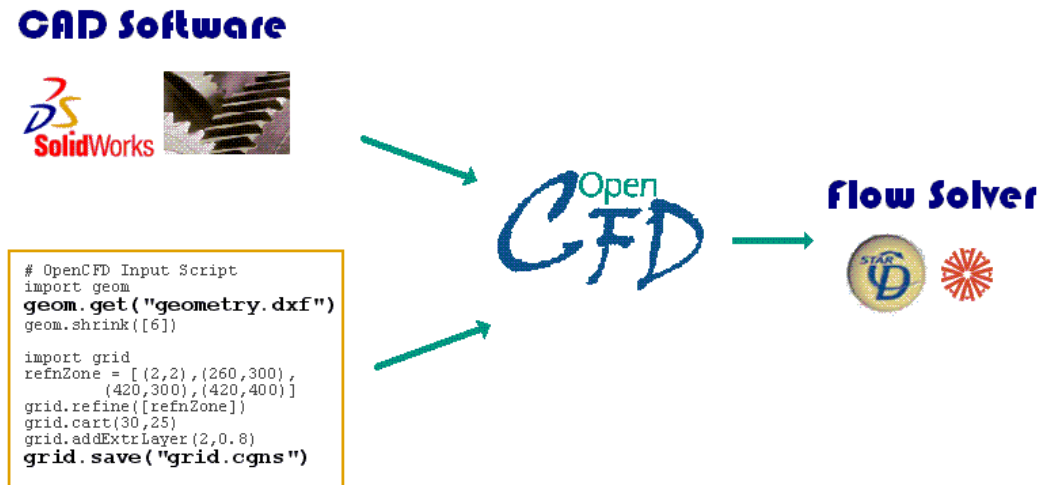 CAD Software
SolidWorks
Open
CFD
Flow Solver
STAR
CD
# OpenCFD Input Script
import geom
geom.get("geometry.dxf")
geom.shrink([6])
import grid
refnZone = [(2,2),(260,300),
(420,300),(420,400)]
grid.refine([refnZone])
grid.cart(30,25)
grid.addExtrLayer(2,0.8)
grid.save("grid.cgns")